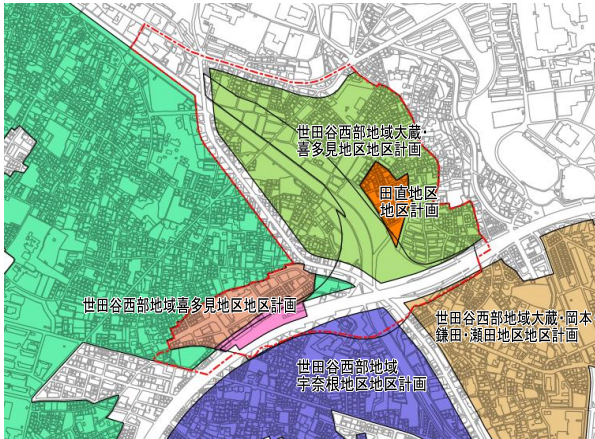 世田谷西部地域大蔵・
喜多見地区地区計画
田直地区
地区計画
世田谷西部地域喜多見地区地区計画
世田谷西部地域大蔵・岡本
鎌田・瀬田地区地区計画
世田谷西部地域
宇奈根地区地区計画